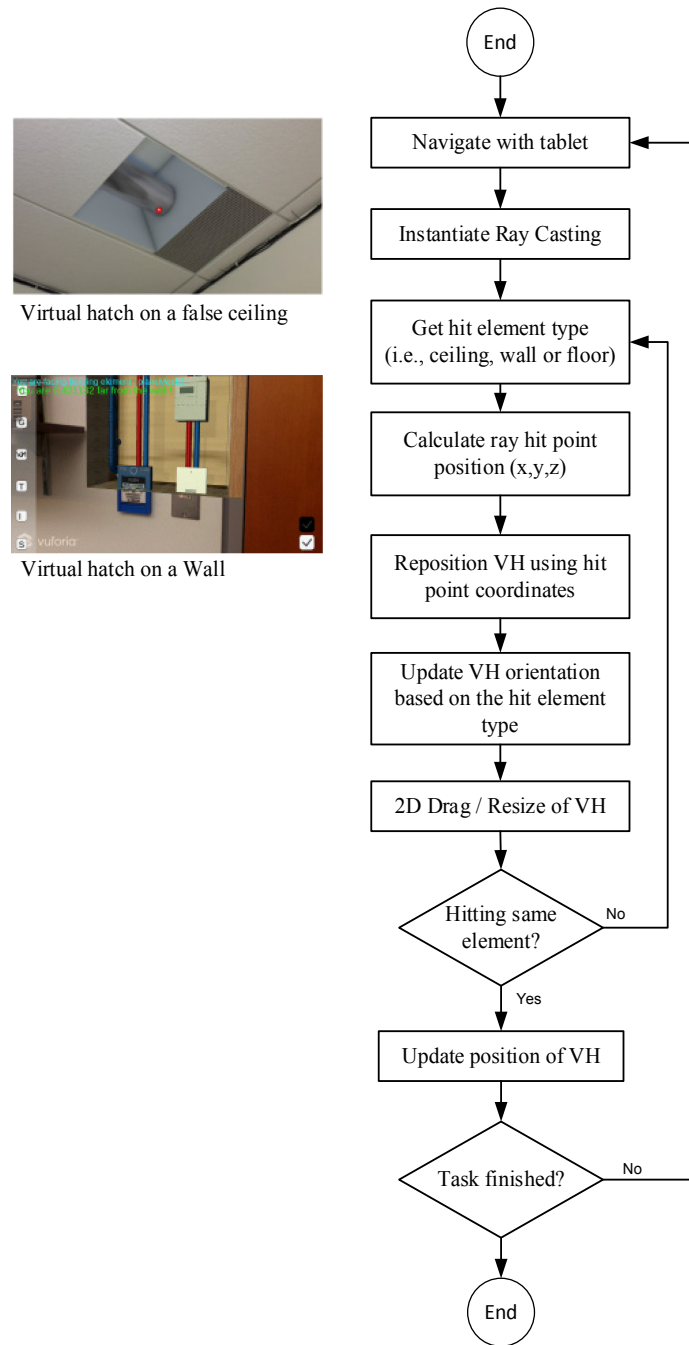 End
Navigate with tablet
Instantiate Ray Casting
Virtual hatch on a false ceiling
Get hit element type
(i.e., ceiling, wall or floor)
G
T
I
S
vuforia
Virtual hatch on a Wall
Calculate ray hit point
position (x,y,z)
Reposition VH using hit
point coordinates
Update VH orientation
based on the hit element
type
2D Drag / Resize of VH
Hitting same
element?
No
Yes
Update position of VH
Task finished?
No
End